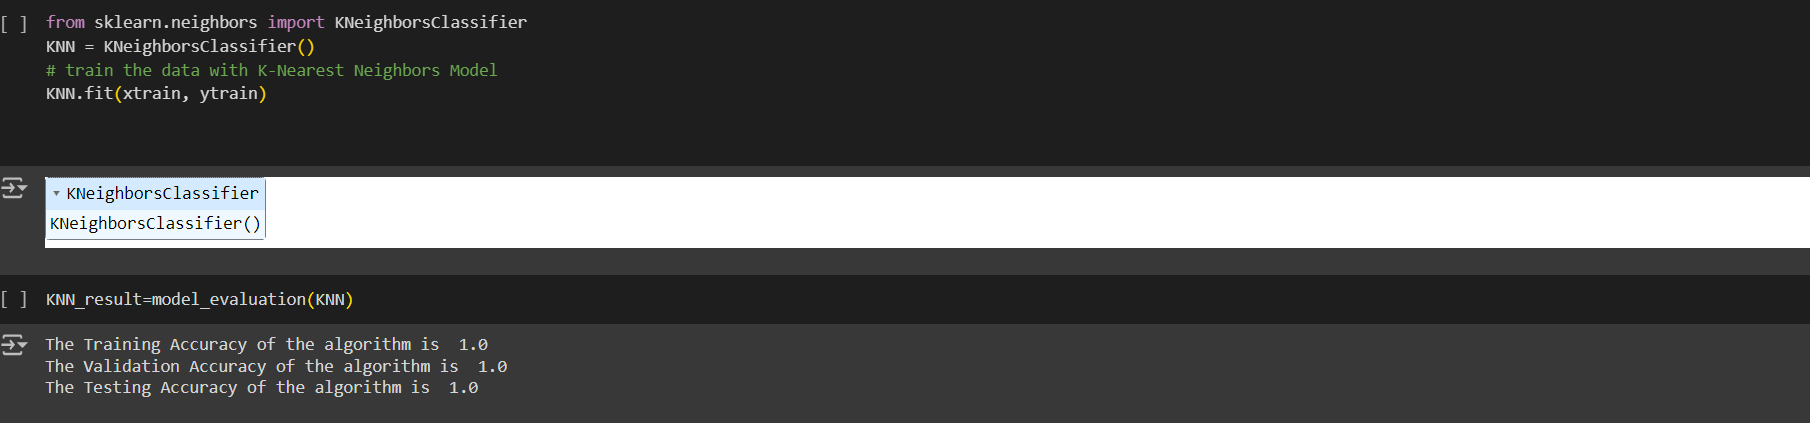 [ ] from sklearn.neighbors import KNeighborsClassifier
KNN = KNeighborsClassifier()
# train the data with K-Nearest Neighbors Model
KNN.fit(xtrain, ytrain)
▾ KNeighborsClassifier
KNeighborsClassifier()
[ ] KNN_result=model_evaluation(KNN)
The Training Accuracy of the algorithm is  1.0
The Validation Accuracy of the algorithm is  1.0
The Testing Accuracy of the algorithm is  1.0